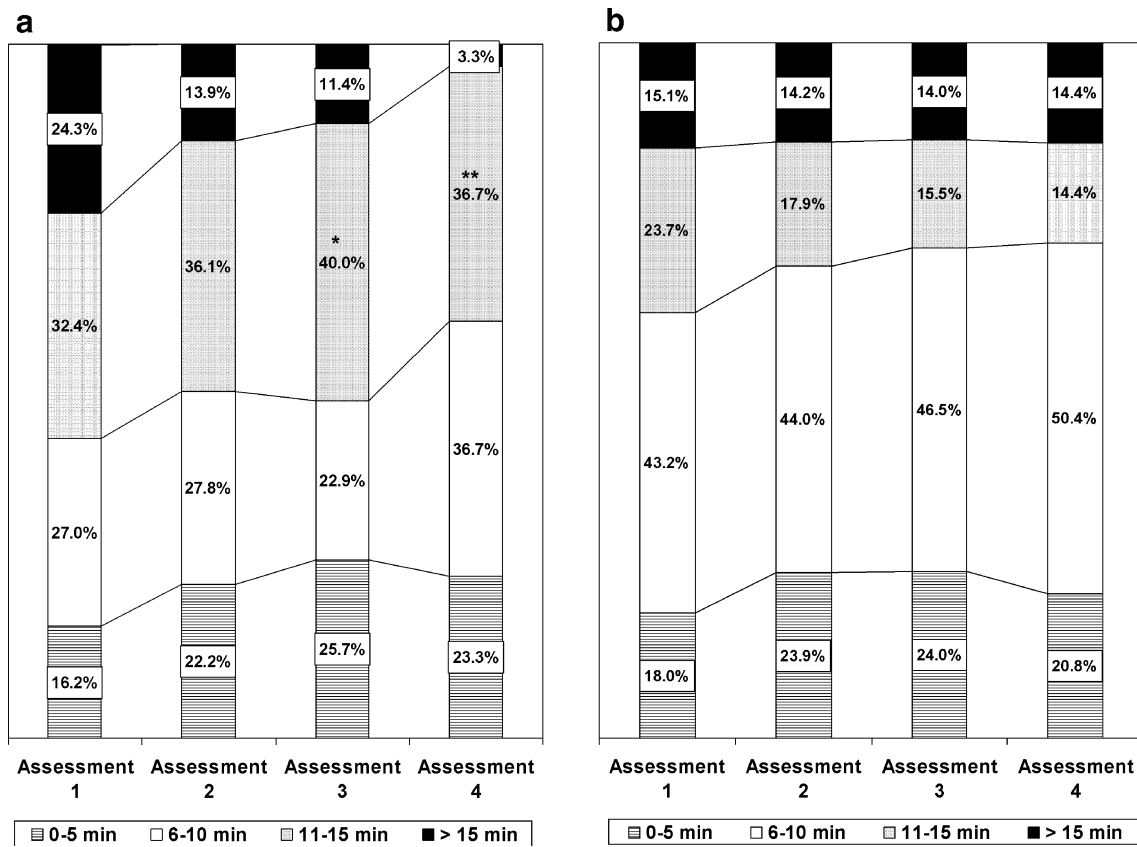 a
24.3%
32.4%
27.0%
16.2%
13.9%
36.1%
27.8%
22.2%
11.4%
*
40.0%
22.9%
25.7%
3.3%
**
36.7%
36.7%
23.3%
Assessment 1
Assessment 2
Assessment 3
Assessment 4
0-5 min 6-10 min 11-15 min > 15 min
b
15.1%
23.7%
43.2%
18.0%
14.2%
17.9%
44.0%
23.9%
14.0%
15.5%
46.5%
24.0%
14.4%
14.4%
50.4%
20.8%
Assessment 1
Assessment 2
Assessment 3
Assessment 4
0-5 min 6-10 min 11-15 min > 15 min